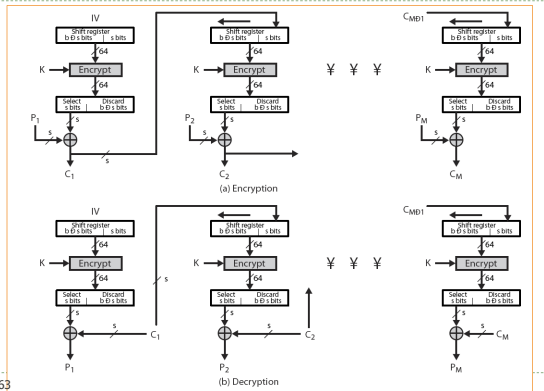 IV C_MÐ1
Shift register Shift register Shift register
b Ð s bits | s bits b Ð s bits | s bits b Ð s bits | s bits
64 64 64
K Encrypt K Encrypt ¥ ¥ ¥ K Encrypt
64 64 64
Select Discard Select Discard Select Discard
s bits | b Ð s bits s bits | b Ð s bits s bits | b Ð s bits
P1 s P2 s PM s
s s s
s
C1 C2 CM
(a) Encryption
IV C_MÐ1
Shift register Shift register Shift register
b Ð s bits | s bits b Ð s bits | s bits b Ð s bits | s bits
64 64 64
K Encrypt K Encrypt ¥ ¥ ¥ K Encrypt
64 s 64 64
Select Discard Select Discard Select Discard
s bits | b Ð s bits s bits | b Ð s bits s bits | b Ð s bits
s s s
s C1 s C2 s CM
P1 P2 PM
(b) Decryption
63